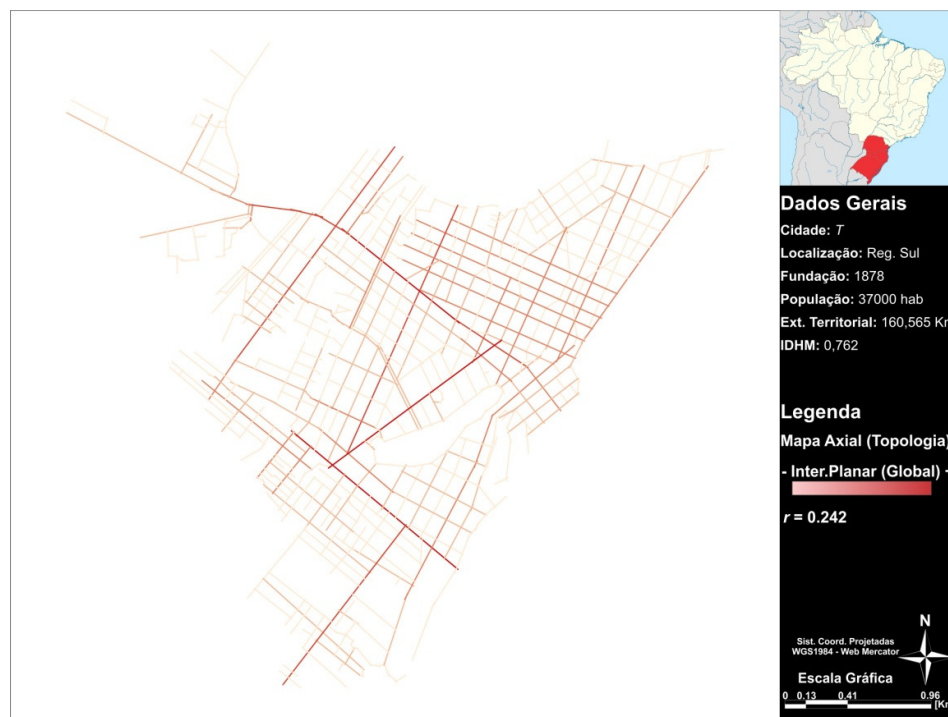 Dados Gerais
Cidade: T
Localização: Reg. Sul
Fundação: 1878
População: 37000 hab
Ext. Territorial: 160,565 K
IDHM: 0,762
Legenda
Mapa Axial (Topologia)
- Inter.Planar (Global) +
r = 0.242
N
Sist. Coord. Projetadas
WGS1984 - Web Mercator
Escala Gráfica
0 0.13 0.41 0.96
[K